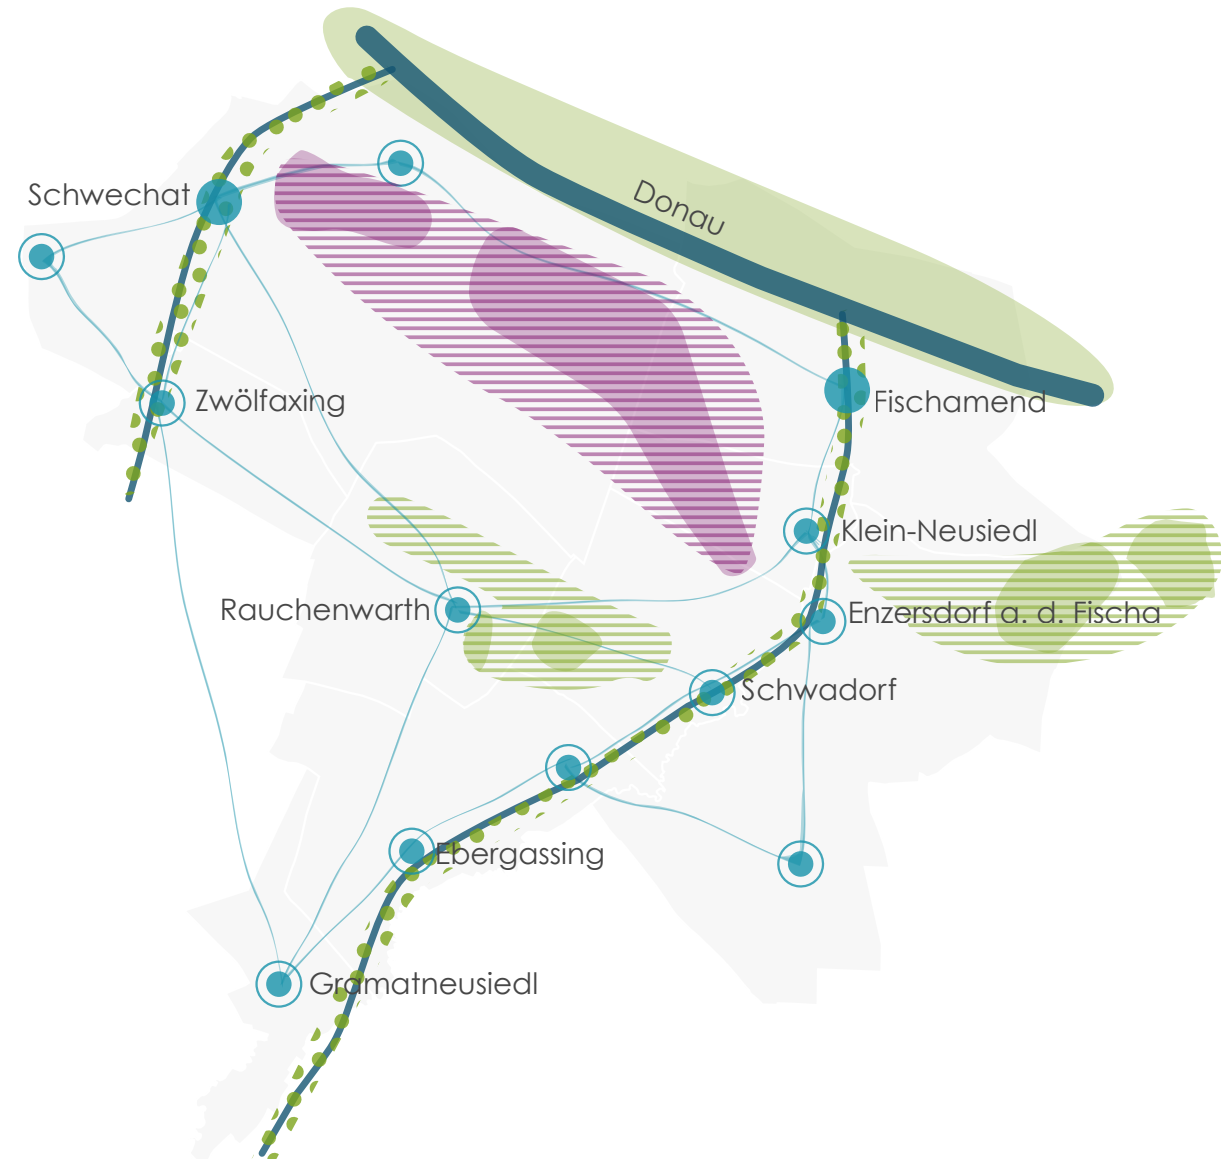 Schwechat
Donau
Zwölfaxing
Fischamend
Klein-Neusiedl
Rauchenwarth
Enzersdorf a. d. Fischa
Schwadorf
Ebergassing
Gramatneusiedl